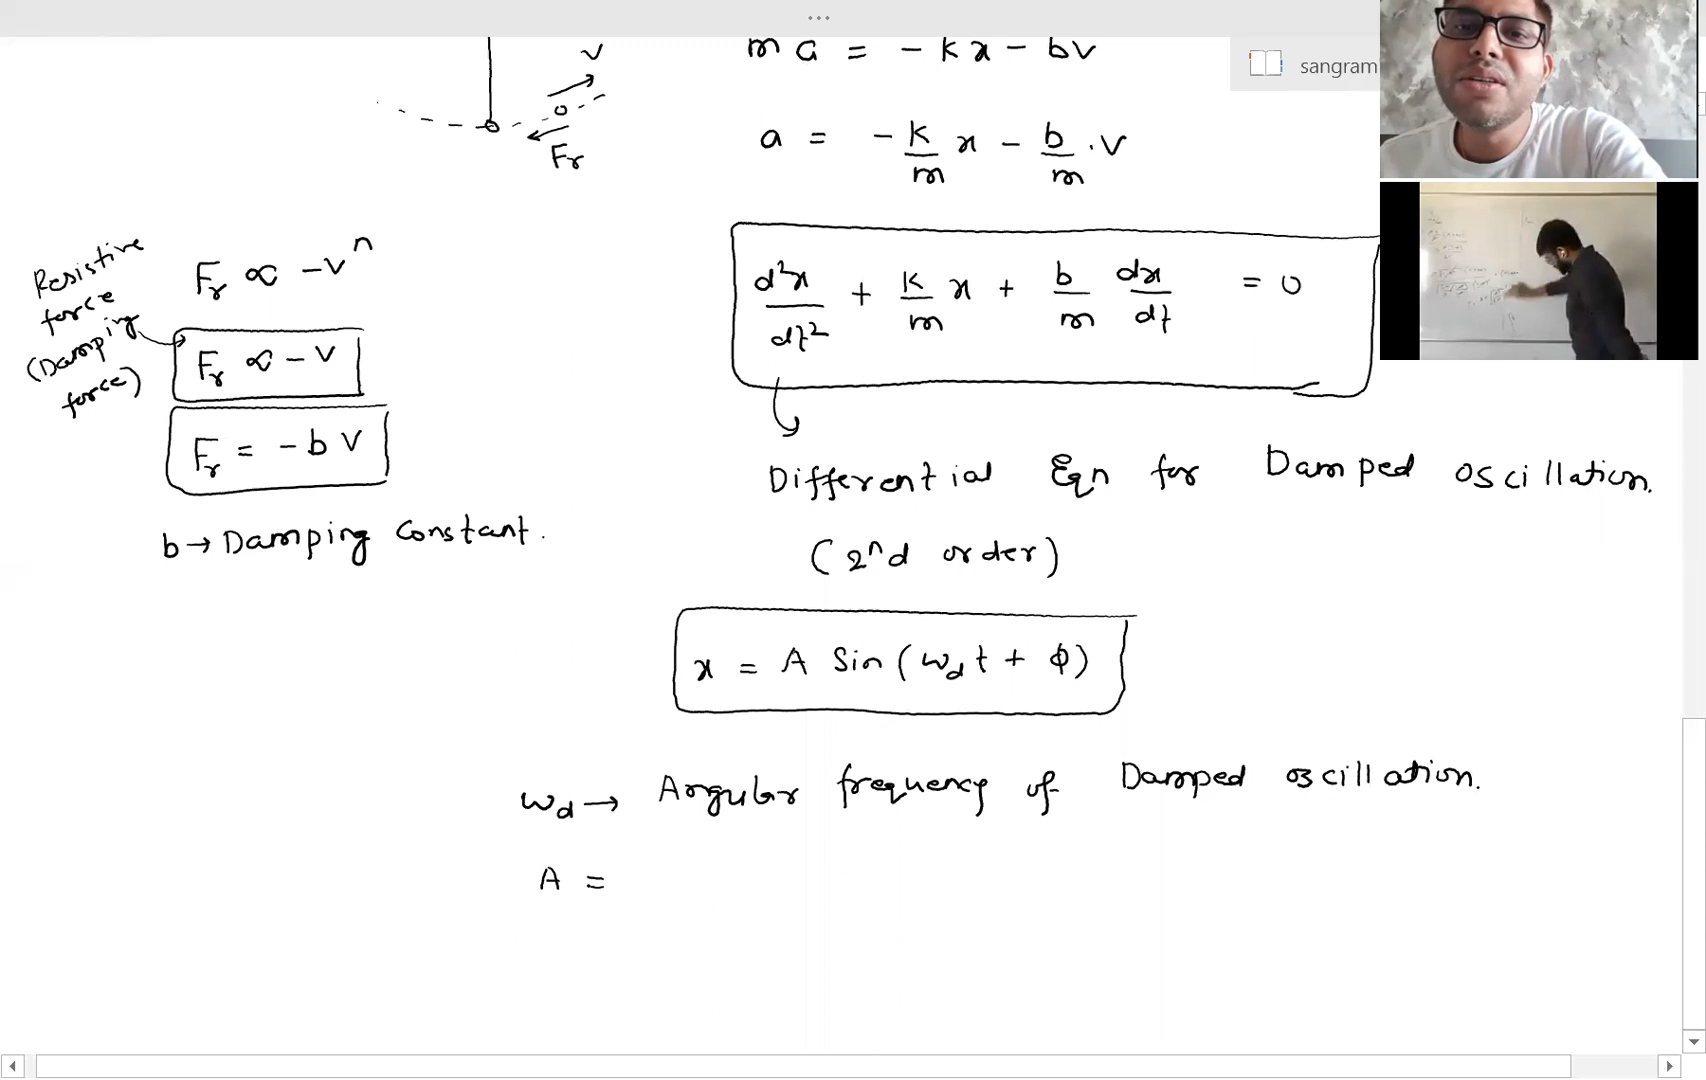 v
Fr
ma = - kx - bv
sangram
a = - k/m x - b/m . v
Resistive
force
(Damping
force)
Fr ∝ - vⁿ
Fr ∝ - v
Fr = - b v
b → Damping Constant.
d²x/dt² + k/m x + b/m dx/dt = 0
Differential Eqn for Damped oscillation.
(2nd order)
x = A Sin(ωd t + φ)
ωd → Angular frequency of Damped oscillation.
A =